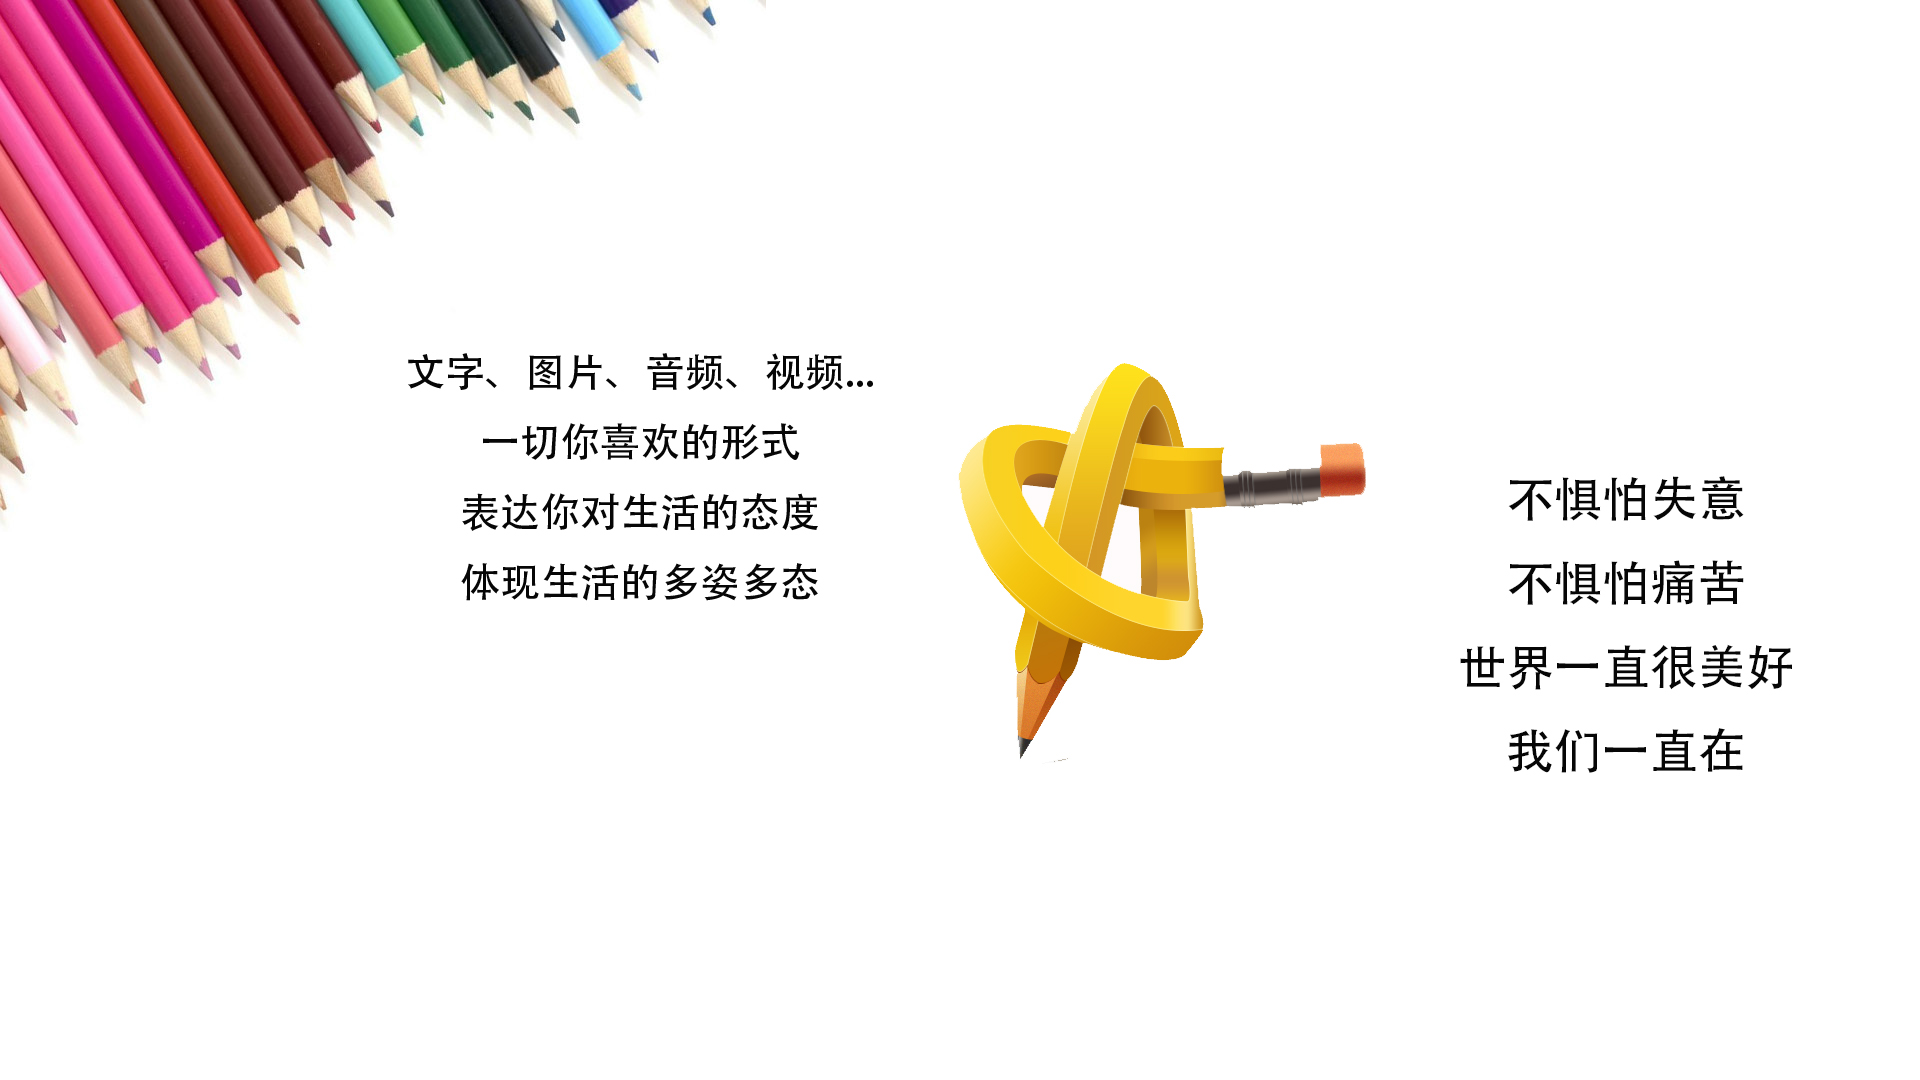 文字、图片、音频、视频...
一切你喜欢的形式
表达你对生活的态度
体现生活的多姿多态
不惧怕失意
不惧怕痛苦
世界一直很美好
我们一直在